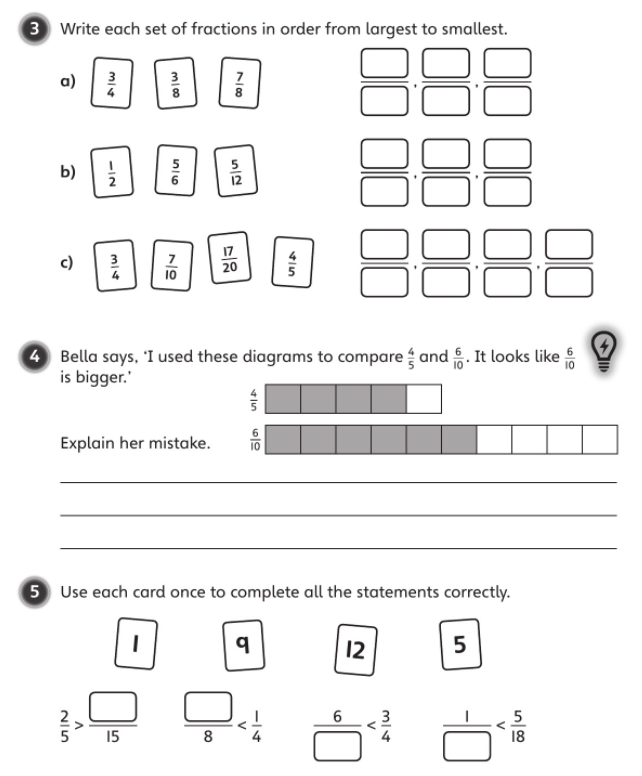 3 Write each set of fractions in order from largest to smallest.
a) 3/4 3/8 7/8 , ,
b) 1/2 5/6 5/12 , ,
c) 3/4 7/10 17/20 4/5 , , ,
4 Bella says, ‘I used these diagrams to compare 4/5 and 6/10. It looks like 6/10
is bigger.’
4/5
Explain her mistake. 6/10
5 Use each card once to complete all the statements correctly.
1 9 12 5
2/5 > /15 /8 < 1/4 6/ < 3/4 1/ < 5/18